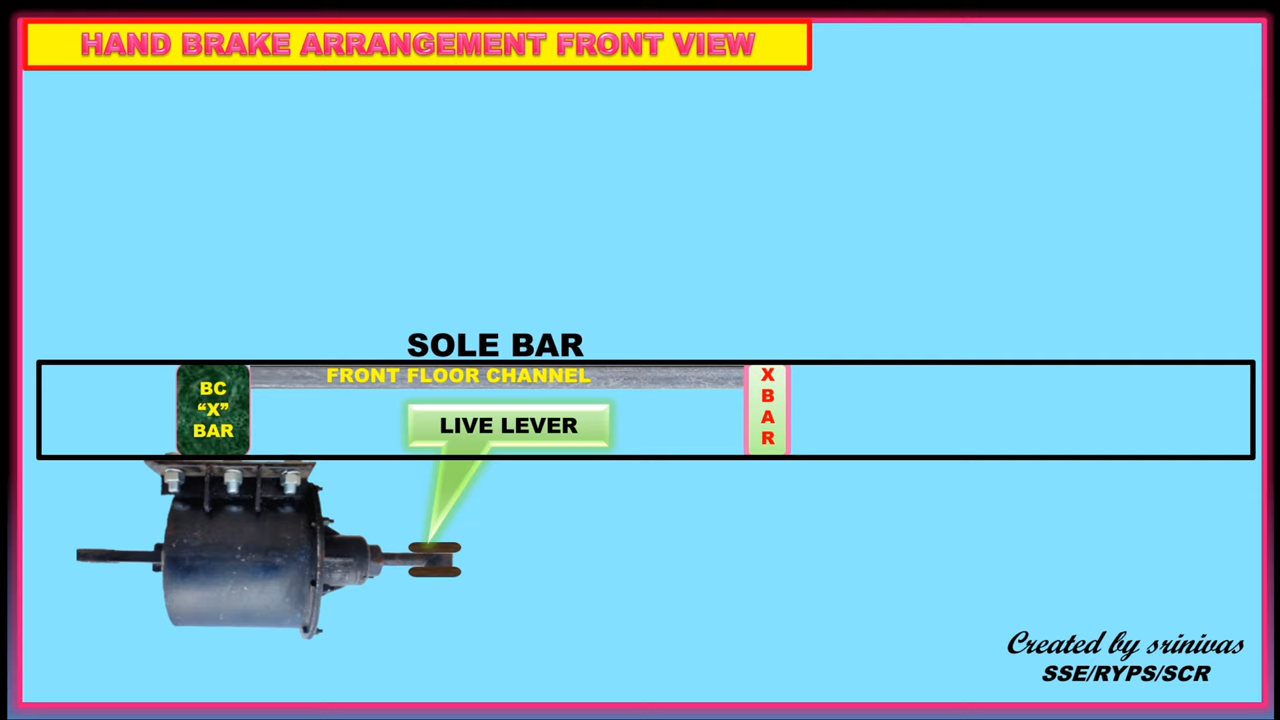 HAND BRAKE ARRANGEMENT FRONT VIEW
SOLE BAR
FRONT FLOOR CHANNEL
BC
“X”
BAR
LIVE LEVER
X
B
A
R
Created by srinivas
SSE/RYPS/SCR